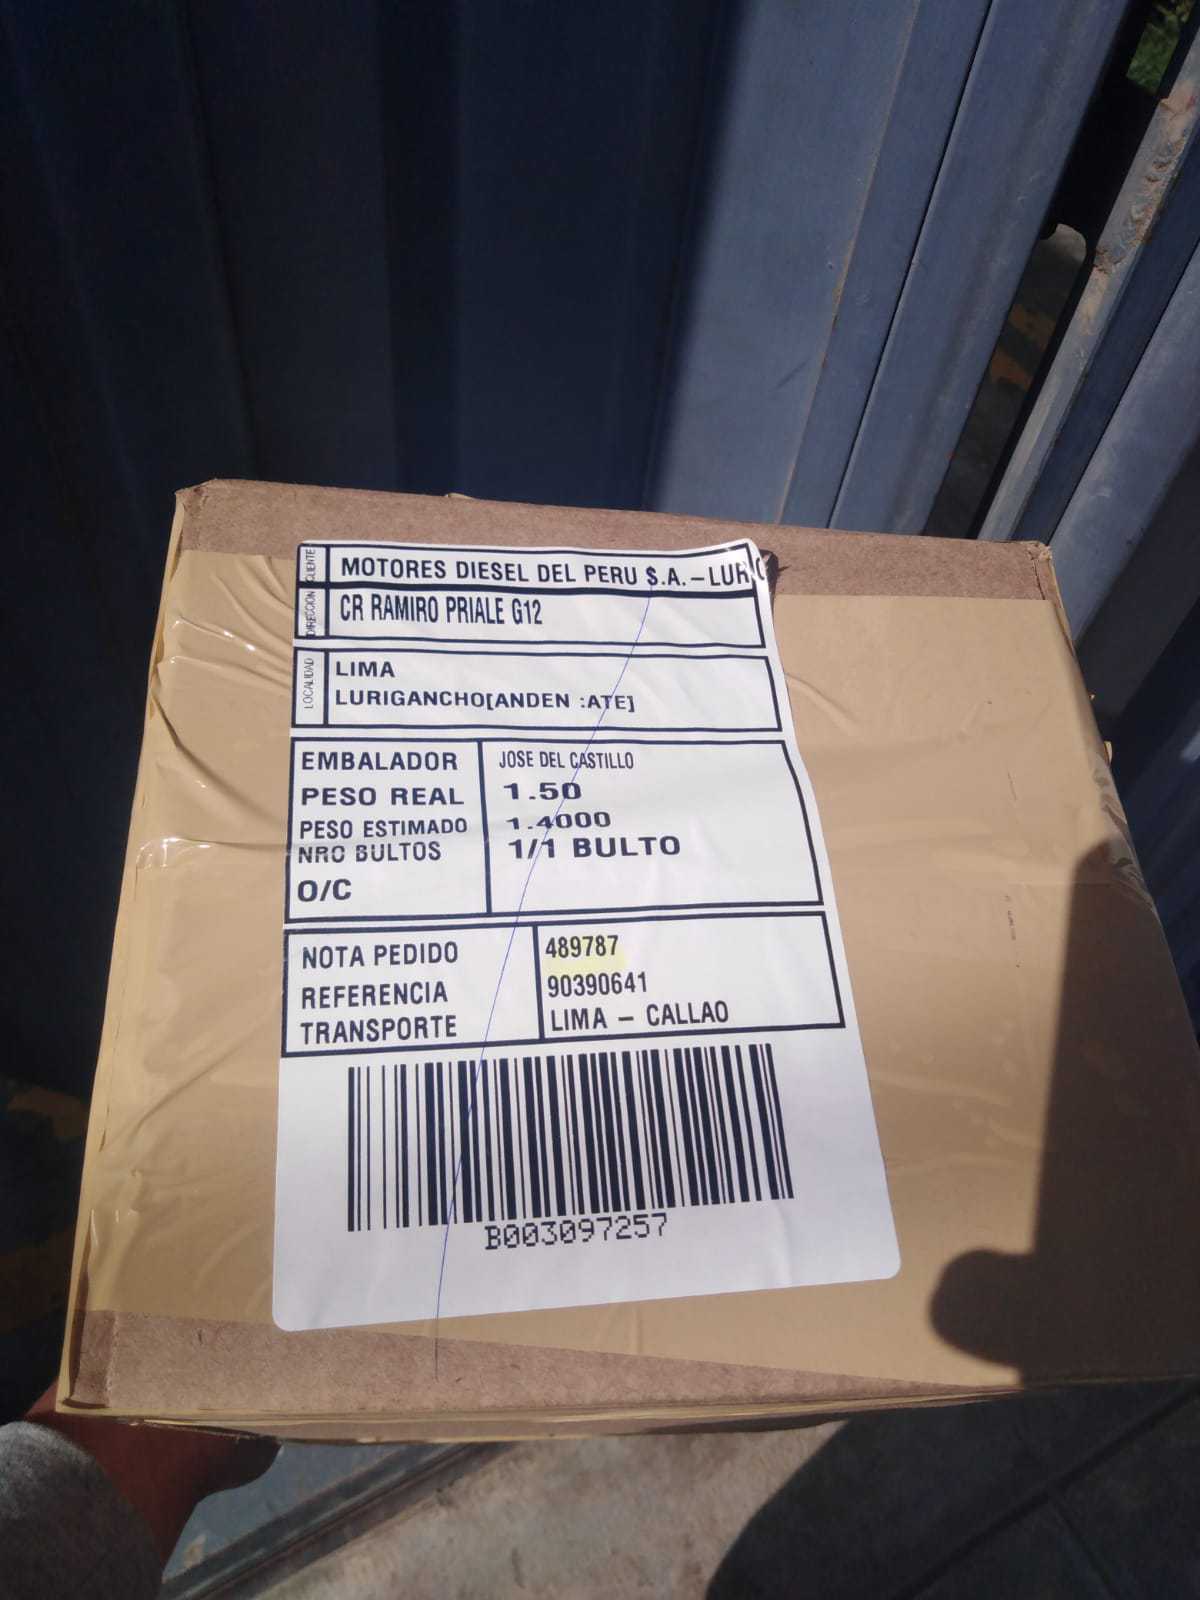 CLIENTE MOTORES DIESEL DEL PERU S.A. - LURIG
DIRECCION CR RAMIRO PRIALE G12
LOCALIDAD LIMA
LURIGANCHO[ANDEN :ATE]
EMBALADOR JOSE DEL CASTILLO
PESO REAL 1.50
PESO ESTIMADO 1.4000
NRO BULTOS 1/1 BULTO
O/C
NOTA PEDIDO 489787
REFERENCIA 90390641
TRANSPORTE LIMA - CALLAO
B003097257